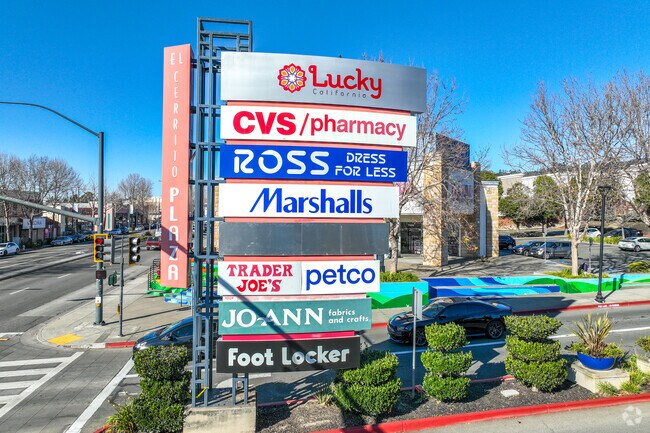 EL CERRITO PLAZA
Lucky
California
CVS/pharmacy
ROSS DRESS
FOR LESS
Marshalls
TRADER
JOE'S
petco
JO-ANN fabrics and crafts
Foot Locker